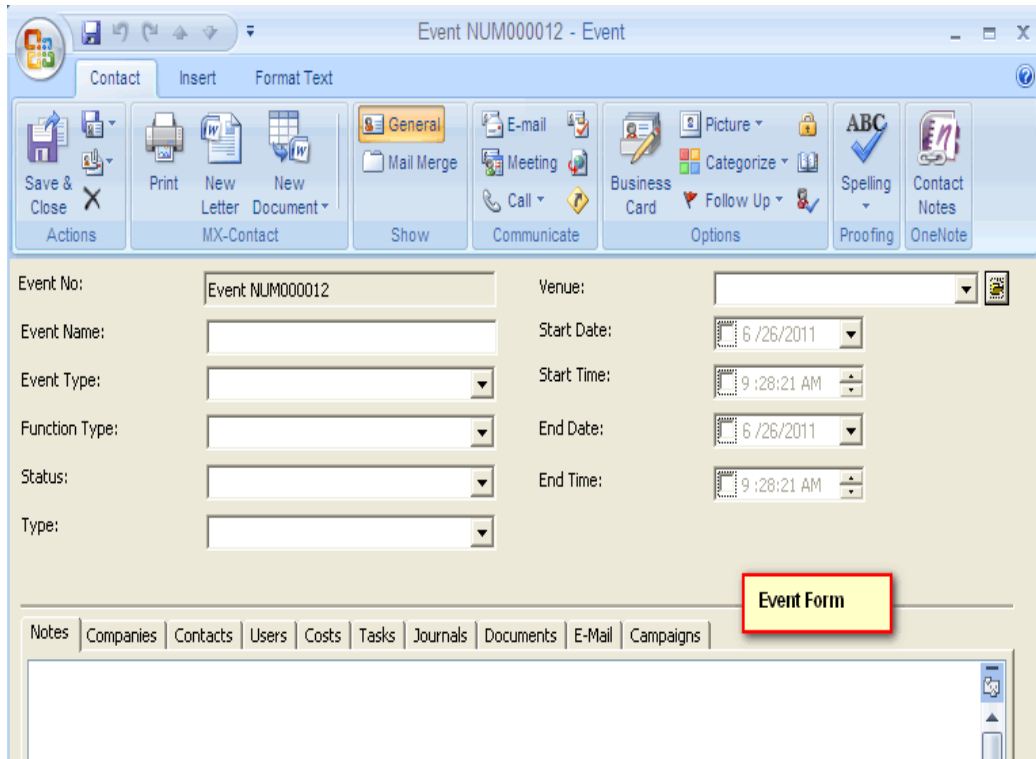 Event NUM000012 - Event
Contact Insert Format Text
Save & Close
Print
New Letter
New Document
General
Mail Merge
E-mail
Meeting
Call
Business Card
Picture
Categorize
Follow Up
ABC
Spelling
Contact Notes
Actions MX-Contact Show Communicate Options Proofing OneNote
Event No: Event NUM000012 Venue:
Event Name: Start Date: 6 /26/2011
Event Type: Start Time: 9 :28:21 AM
Function Type: End Date: 6 /26/2011
Status: End Time: 9 :28:21 AM
Type:
Event Form
Notes Companies Contacts Users Costs Tasks Journals Documents E-Mail Campaigns